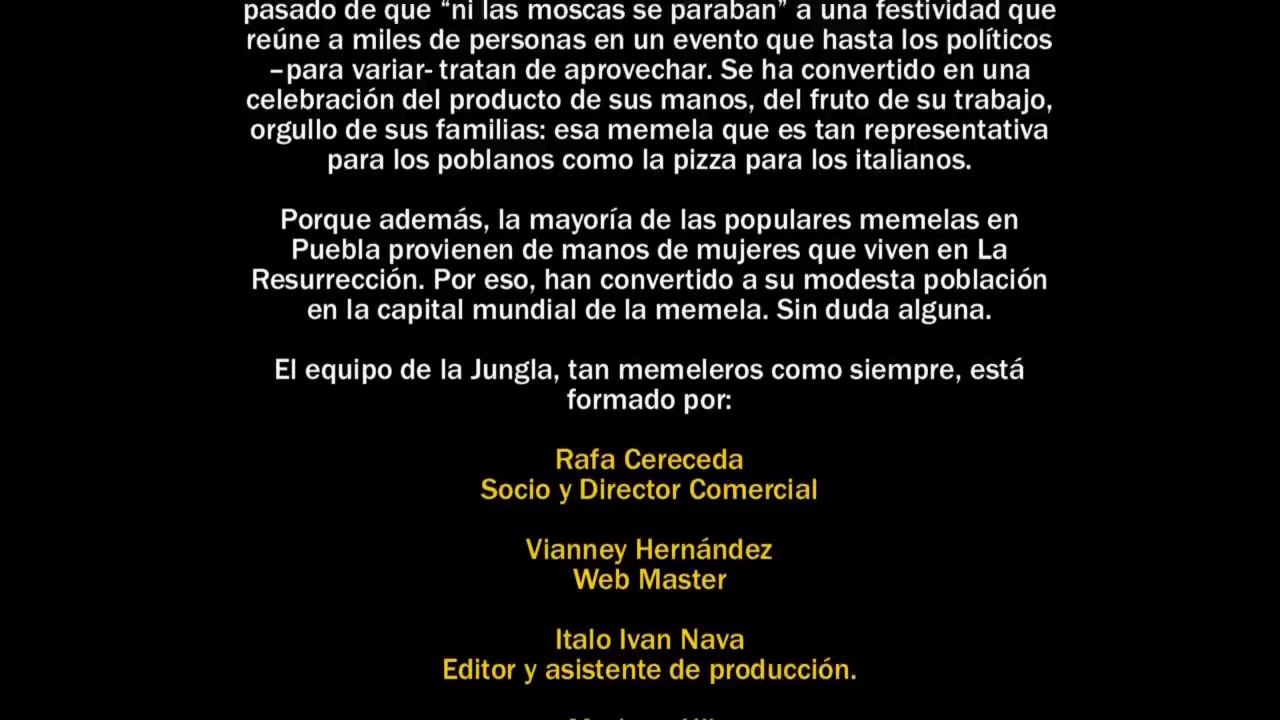 pasado de que “ni las moscas se paraban” a una festividad que
reúne a miles de personas en un evento que hasta los políticos
–para variar- tratan de aprovechar. Se ha convertido en una
celebración del producto de sus manos, del fruto de su trabajo,
orgullo de sus familias: esa memela que es tan representativa
para los poblanos como la pizza para los italianos.
Porque además, la mayoría de las populares memelas en
Puebla provienen de manos de mujeres que viven en La
Resurrección. Por eso, han convertido a su modesta población
en la capital mundial de la memela. Sin duda alguna.
El equipo de la Jungla, tan memeleros como siempre, está
formado por:
Rafa Cereceda
Socio y Director Comercial
Vianney Hernández
Web Master
Italo Ivan Nava
Editor y asistente de producción.